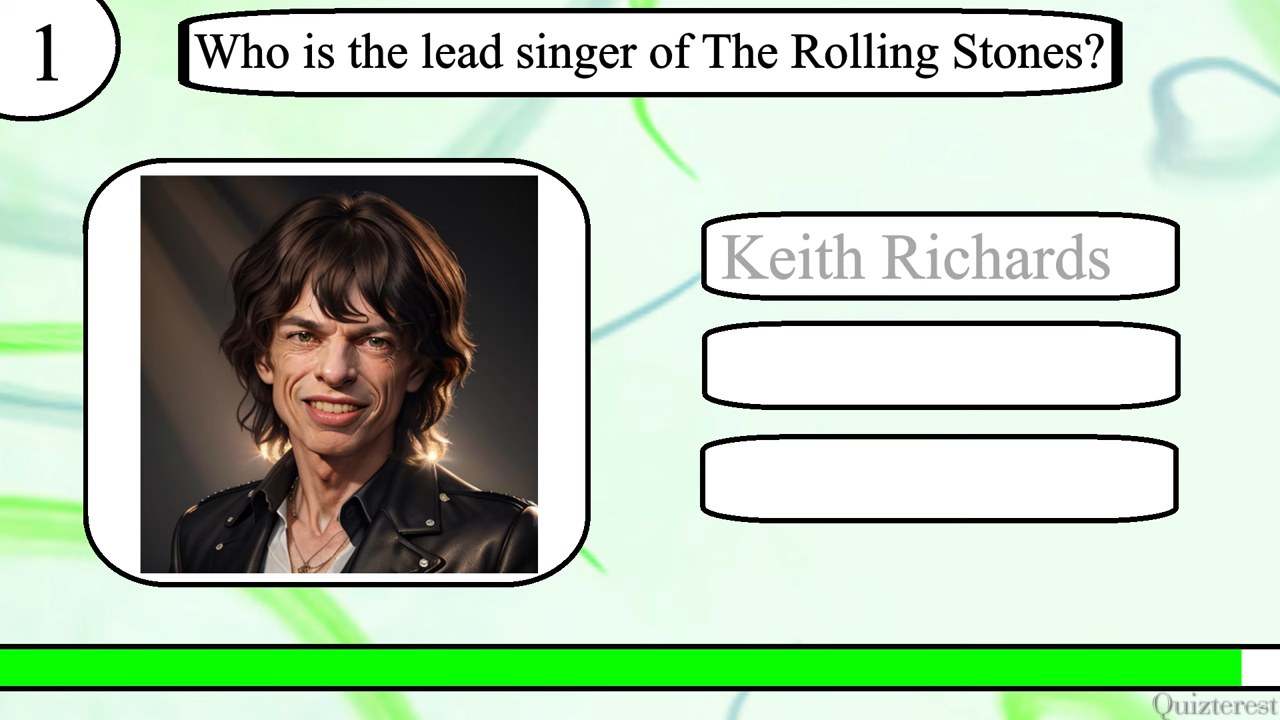 1
Who is the lead singer of The Rolling Stones?
Keith Richards
Quizterest